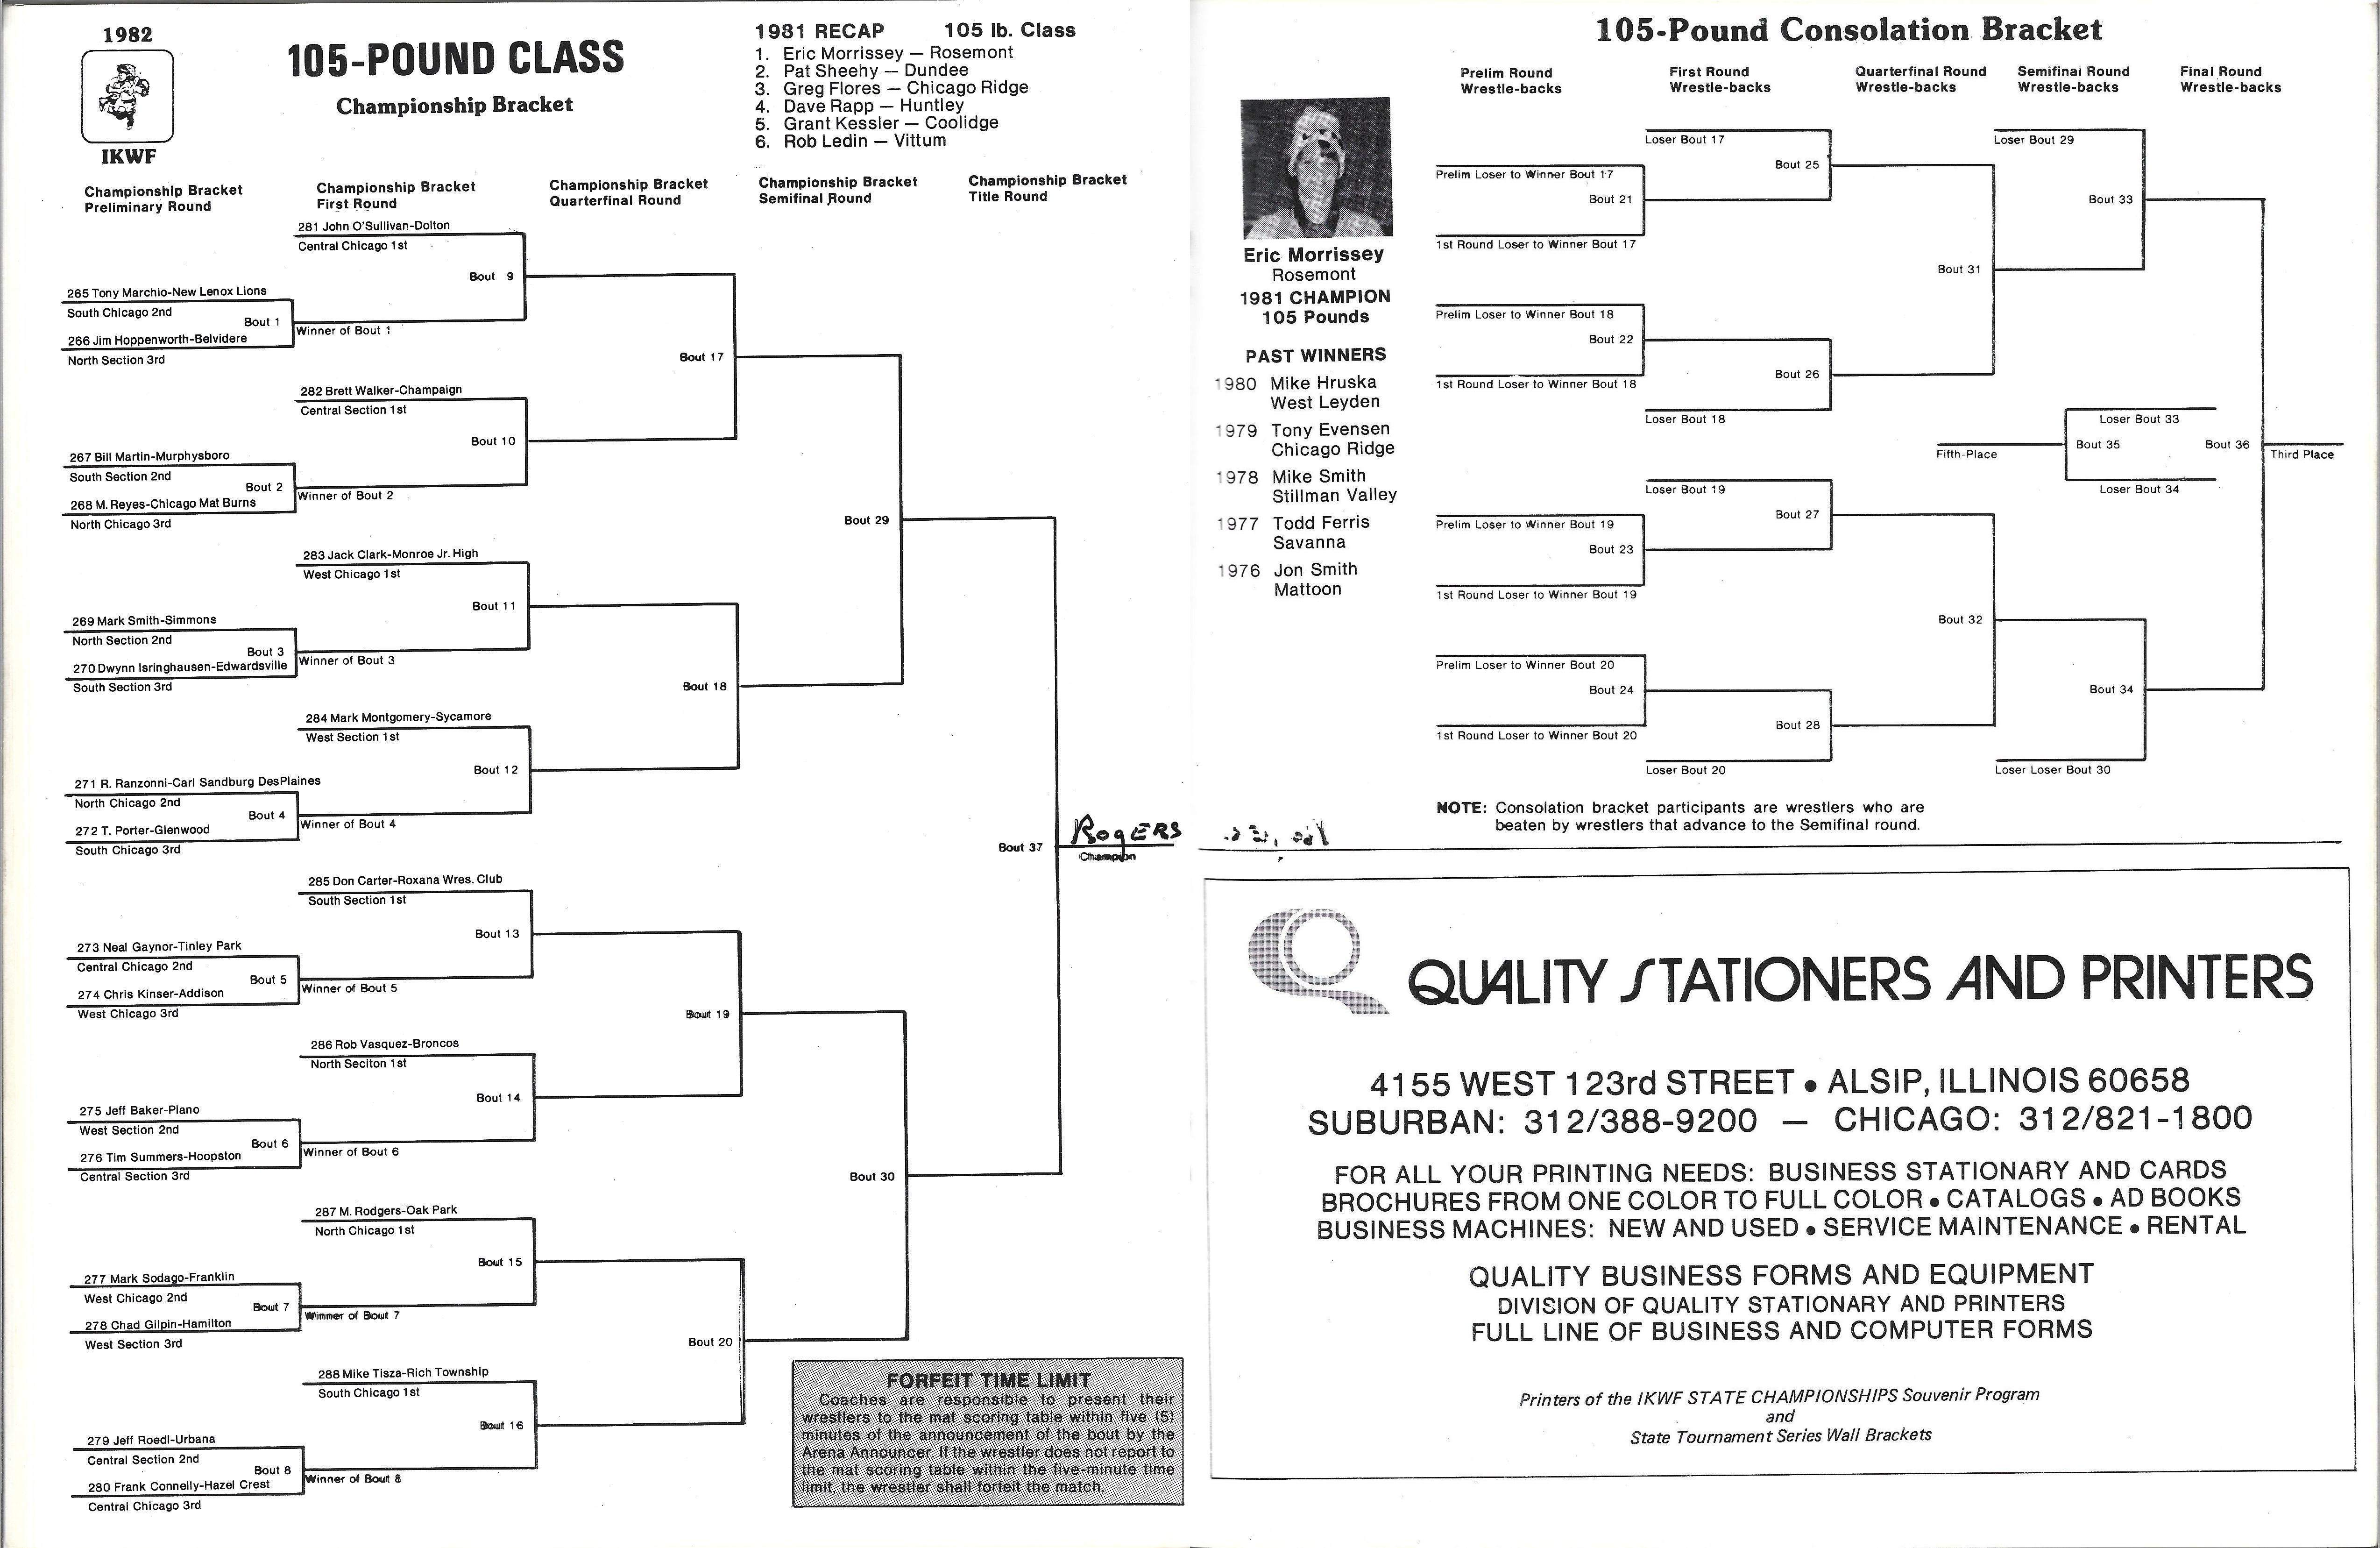 1982
IKWF
105-POUND CLASS
Championship Bracket
1981 RECAP 105 lb. Class
1. Eric Morrissey — Rosemont
2. Pat Sheehy — Dundee
3. Greg Flores — Chicago Ridge
4. Dave Rapp — Huntley
5. Grant Kessler — Coolidge
6. Rob Ledin — Vittum
Championship Bracket
Preliminary Round
Championship Bracket
First Round
Championship Bracket
Quarterfinal Round
Championship Bracket
Semifinal Round
Championship Bracket
Title Round
281 John O'Sullivan-Dolton
Central Chicago 1st
Bout 9
265 Tony Marchio-New Lenox Lions
South Chicago 2nd
Bout 1
Winner of Bout 1
266 Jim Hoppenworth-Belvidere
North Section 3rd
Bout 17
282 Brett Walker-Champaign
Central Section 1st
Bout 10
267 Bill Martin-Murphysboro
South Section 2nd
Bout 2
Winner of Bout 2
268 M. Reyes-Chicago Mat Burns
North Chicago 3rd
Bout 29
283 Jack Clark-Monroe Jr. High
West Chicago 1st
Bout 11
269 Mark Smith-Simmons
North Section 2nd
Bout 3
Winner of Bout 3
270 Dwynn Isringhausen-Edwardsville
South Section 3rd
Bout 18
284 Mark Montgomery-Sycamore
West Section 1st
Bout 12
271 R. Ranzonni-Carl Sandburg DesPlaines
North Chicago 2nd
Bout 4
Winner of Bout 4
272 T. Porter-Glenwood
South Chicago 3rd
Bout 37
ROgERS
Champion
285 Don Carter-Roxana Wres. Club
South Section 1st
Bout 13
273 Neal Gaynor-Tinley Park
Central Chicago 2nd
Bout 5
Winner of Bout 5
274 Chris Kinser-Addison
West Chicago 3rd
Bout 19
286 Rob Vasquez-Broncos
North Seciton 1st
Bout 14
275 Jeff Baker-Plano
West Section 2nd
Bout 6
Winner of Bout 6
276 Tim Summers-Hoopston
Central Section 3rd
Bout 30
287 M. Rodgers-Oak Park
North Chicago 1st
Bout 15
277 Mark Sodago-Franklin
West Chicago 2nd
Bout 7
Winner of Bout 7
278 Chad Gilpin-Hamilton
West Section 3rd
Bout 20
288 Mike Tisza-Rich Township
South Chicago 1st
Bout 16
279 Jeff Roedl-Urbana
Central Section 2nd
Bout 8
Winner of Bout 8
280 Frank Connelly-Hazel Crest
Central Chicago 3rd
FORFEIT TIME LIMIT
Coaches are responsible to present their
wrestlers to the mat scoring table within five (5)
minutes of the announcement of the bout by the
Arena Announcer. If the wrestler does not report to
the mat scoring table within the five-minute time
limit, the wrestler shall forfeit the match.
105-Pound Consolation Bracket
Prelim Round
Wrestle-backs
First Round
Wrestle-backs
Quarterfinal Round
Wrestle-backs
Semifinal Round
Wrestle-backs
Final Round
Wrestle-backs
Eric Morrissey
Rosemont
1981 CHAMPION
105 Pounds
PAST WINNERS
1980 Mike Hruska
West Leyden
1979 Tony Evensen
Chicago Ridge
1978 Mike Smith
Stillman Valley
1977 Todd Ferris
Savanna
1976 Jon Smith
Mattoon
Loser Bout 17
Bout 25
Prelim Loser to Winner Bout 17
Bout 21
1st Round Loser to Winner Bout 17
Loser Bout 29
Bout 33
Bout 31
Prelim Loser to Winner Bout 18
Bout 22
1st Round Loser to Winner Bout 18
Bout 26
Loser Bout 18
Loser Bout 33
Fifth-Place
Bout 35
Bout 36
Third Place
Loser Boout 34
Loser Bout 19
Bout 27
Prelim Loser to Winner Bout 19
Bout 23
1st Round Loser to Winner Bout 19
Bout 32
Prelim Loser to Winner Bout 20
Bout 24
Bout 34
1st Round Loser to Winner Bout 20
Bout 28
Loser Bout 20
Loser Loser Bout 30
NOTE: Consolation bracket participants are wrestlers who are
beaten by wrestlers that advance to the Semifinal round.
QUALITY STATIONERS AND PRINTERS
4155 WEST 123rd STREET • ALSIP, ILLINOIS 60658
SUBURBAN: 312/388-9200 — CHICAGO: 312/821-1800
FOR ALL YOUR PRINTING NEEDS: BUSINESS STATIONARY AND CARDS
BROCHURES FROM ONE COLOR TO FULL COLOR • CATALOGS • AD BOOKS
BUSINESS MACHINES: NEW AND USED • SERVICE MAINTENANCE • RENTAL
QUALITY BUSINESS FORMS AND EQUIPMENT
DIVISION OF QUALITY STATIONARY AND PRINTERS
FULL LINE OF BUSINESS AND COMPUTER FORMS
Printers of the IKWF STATE CHAMPIONSHIPS Souvenir Program
and
State Tournament Series Wall Brackets